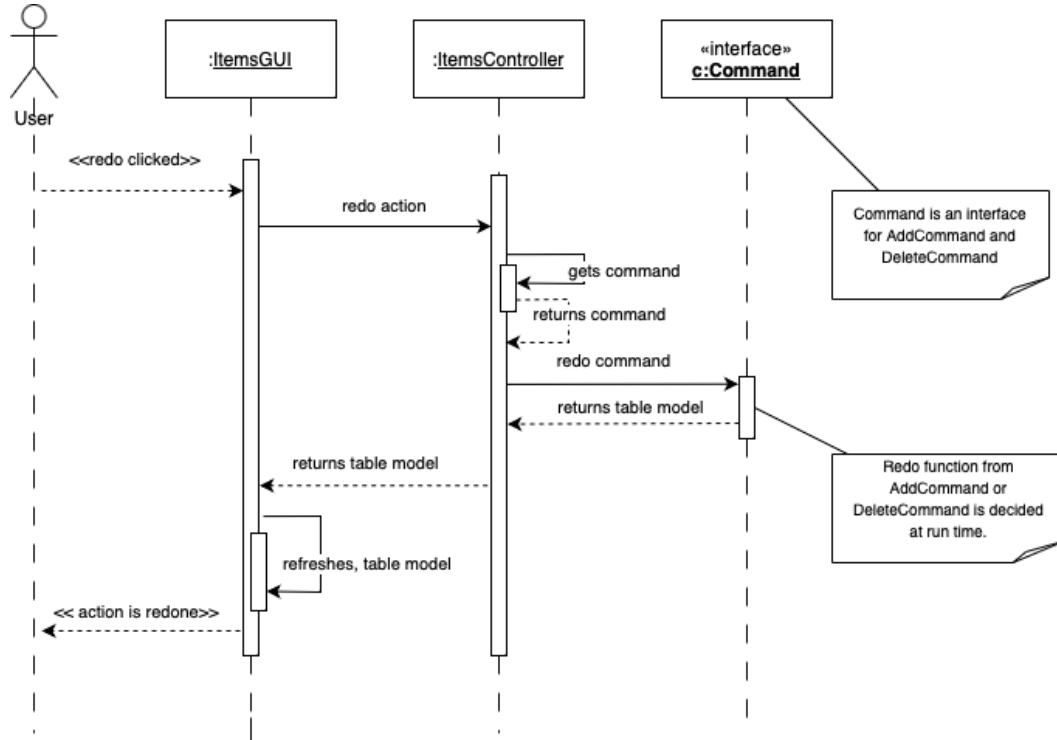 User
:ItemsGUI
:ItemsController
«interface»
c:Command
<<redo clicked>>
redo action
Command is an interface
for AddCommand and
DeleteCommand
gets command
returns command
redo command
returns table model
returns table model
Redo function from
AddCommand or
DeleteCommand is decided
at run time.
refreshes, table model
<< action is redone>>